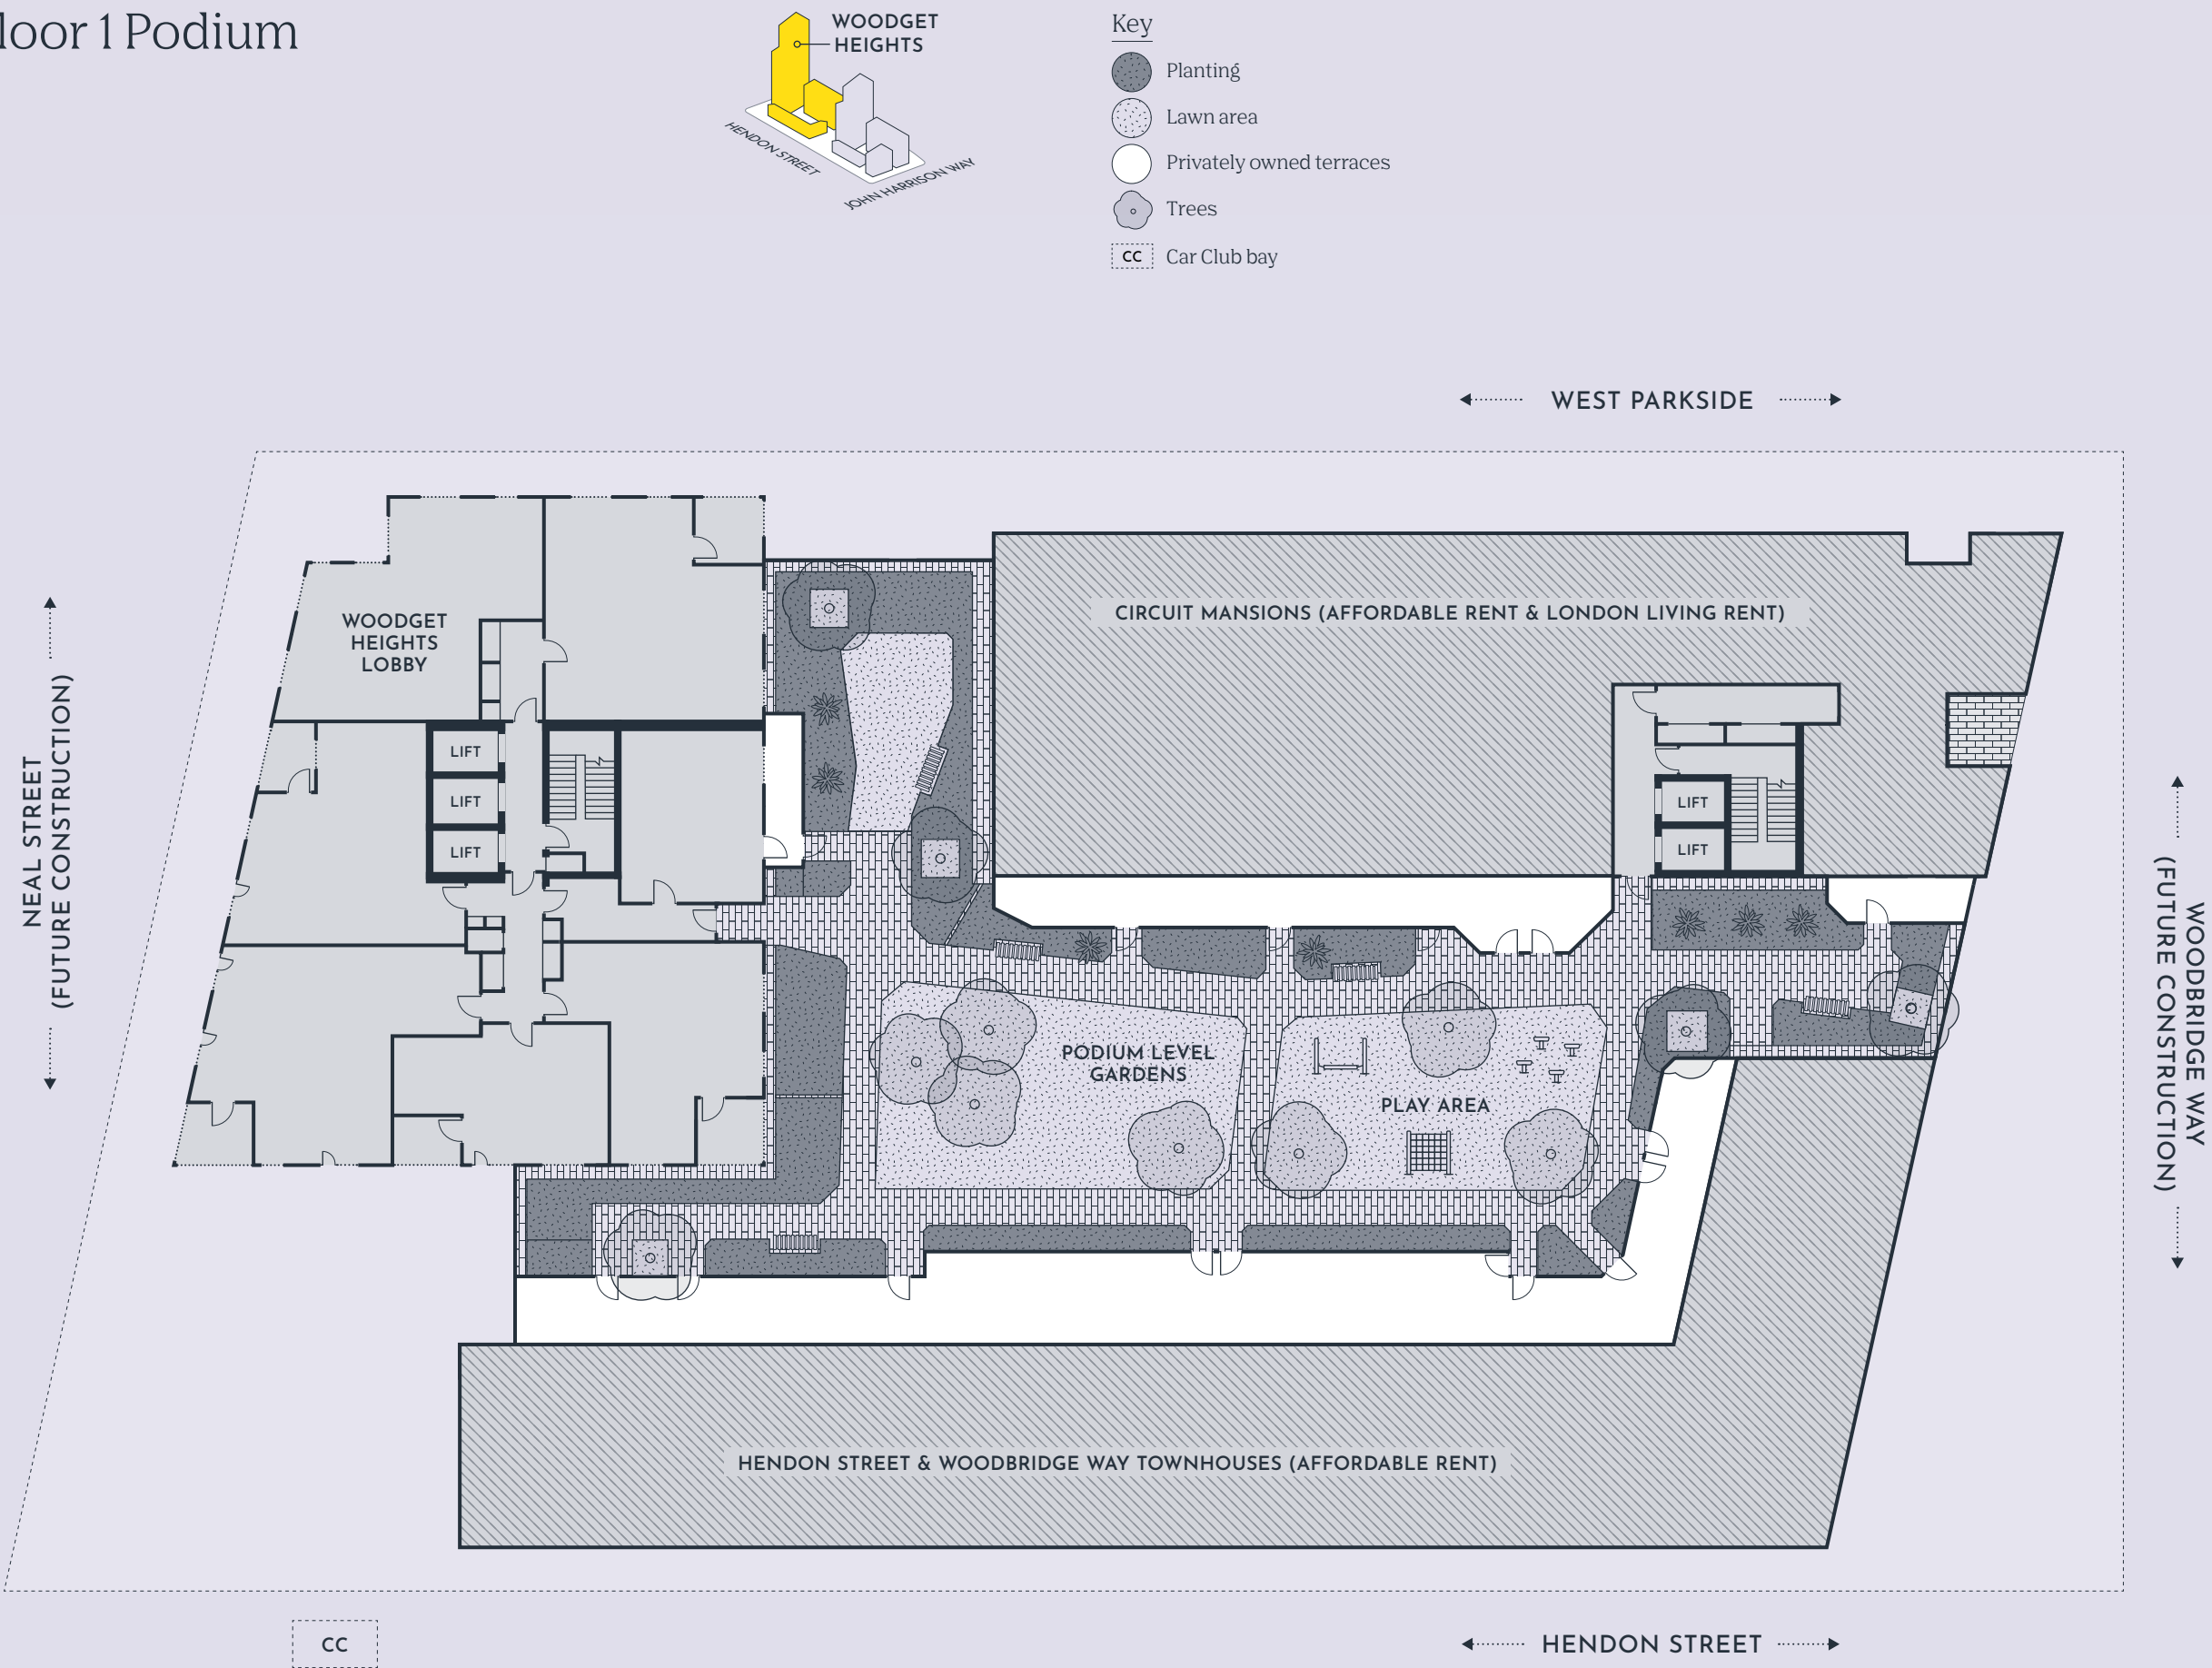 loor 1 Podium
WOODGET
HEIGHTS
HENDON STREET
JOHN HARRISON WAY
Key
Planting
Lawn area
Privately owned terraces
Trees
CC
Car Club bay
WEST PARKSIDE
NEAL STREET
(FUTURE CONSTRUCTION)
WOODGET
HEIGHTS
LOBBY
LIFT
LIFT
LIFT
CIRCUIT MANSIONS (AFFORDABLE RENT & LONDON LIVING RENT)
LIFT
LIFT
WOODBRIDGE WAY
(FUTURE CONSTRUCTION)
PODIUM LEVEL
GARDENS
PLAY AREA
HENDON STREET & WOODBRIDGE WAY TOWNHOUSES (AFFORDABLE RENT)
CC
HENDON STREET